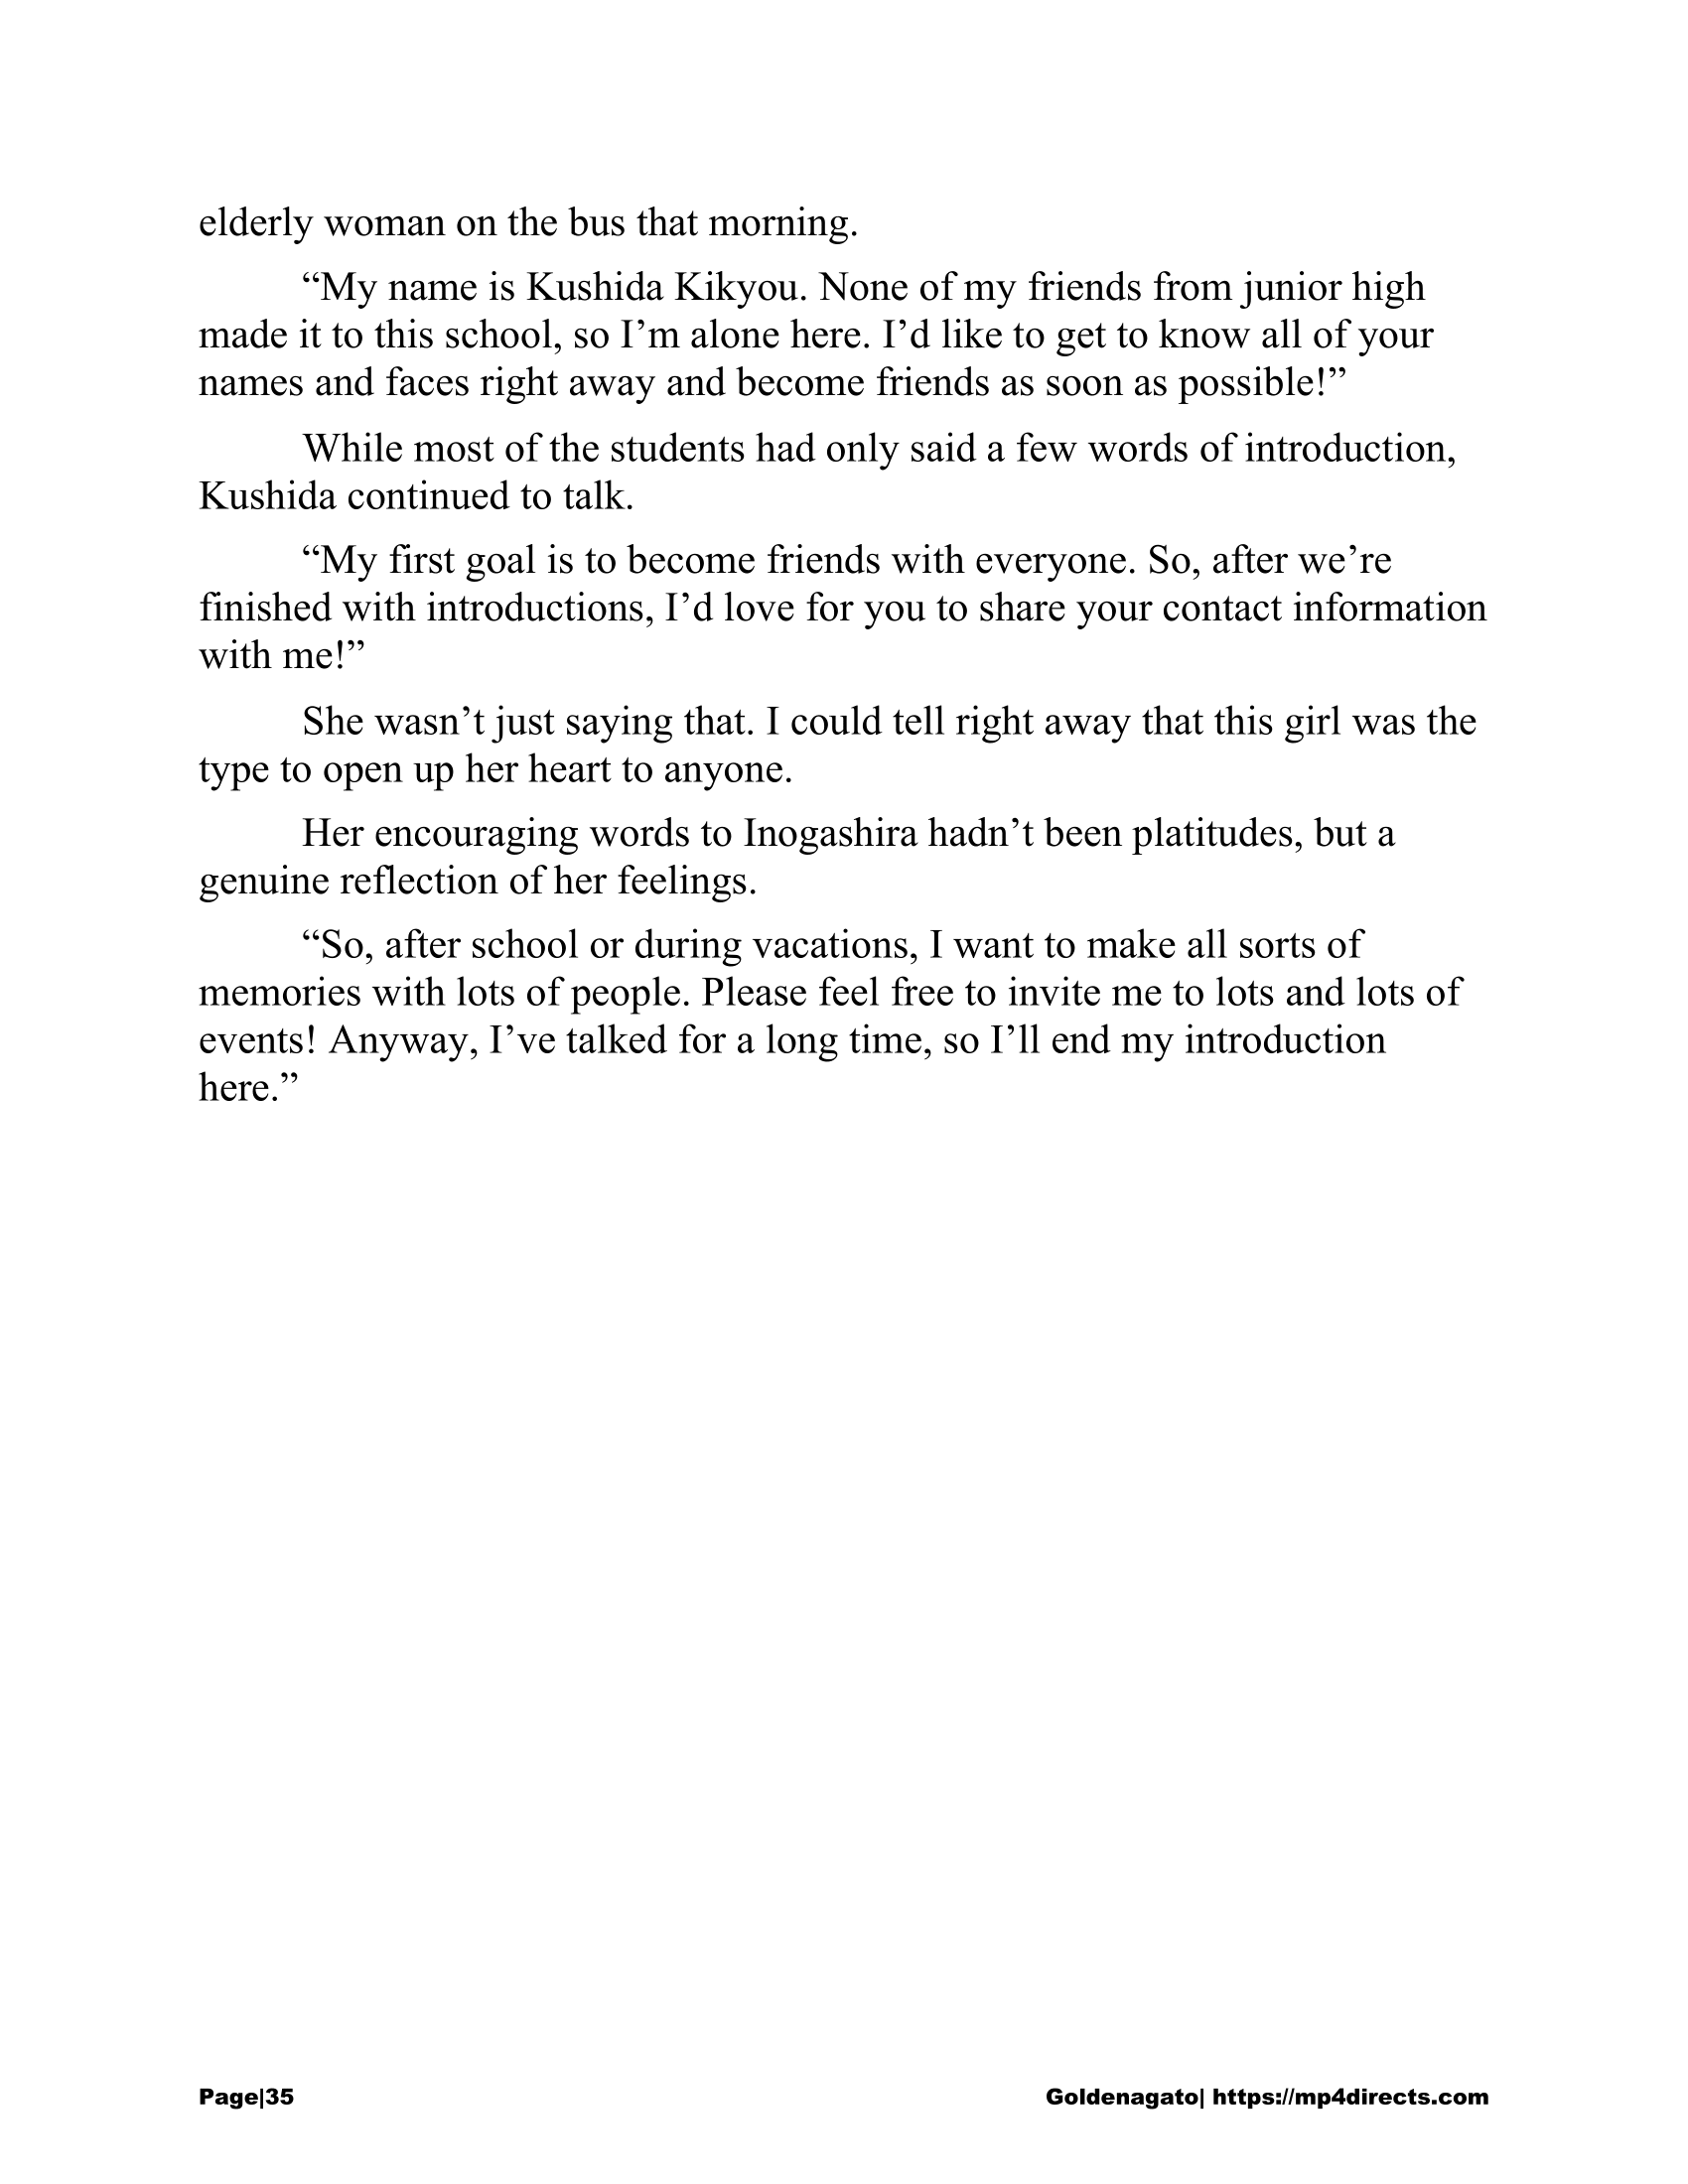 elderly woman on the bus that morning.
“My name is Kushida Kikyou. None of my friends from junior high
made it to this school, so I’m alone here. I’d like to get to know all of your
names and faces right away and become friends as soon as possible!”
While most of the students had only said a few words of introduction,
Kushida continued to talk.
“My first goal is to become friends with everyone. So, after we’re
finished with introductions, I’d love for you to share your contact information
with me!”
She wasn’t just saying that. I could tell right away that this girl was the
type to open up her heart to anyone.
Her encouraging words to Inogashira hadn’t been platitudes, but a
genuine reflection of her feelings.
“So, after school or during vacations, I want to make all sorts of
memories with lots of people. Please feel free to invite me to lots and lots of
events! Anyway, I’ve talked for a long time, so I’ll end my introduction
here.”
Page|35 Goldenagato| https://mp4directs.com